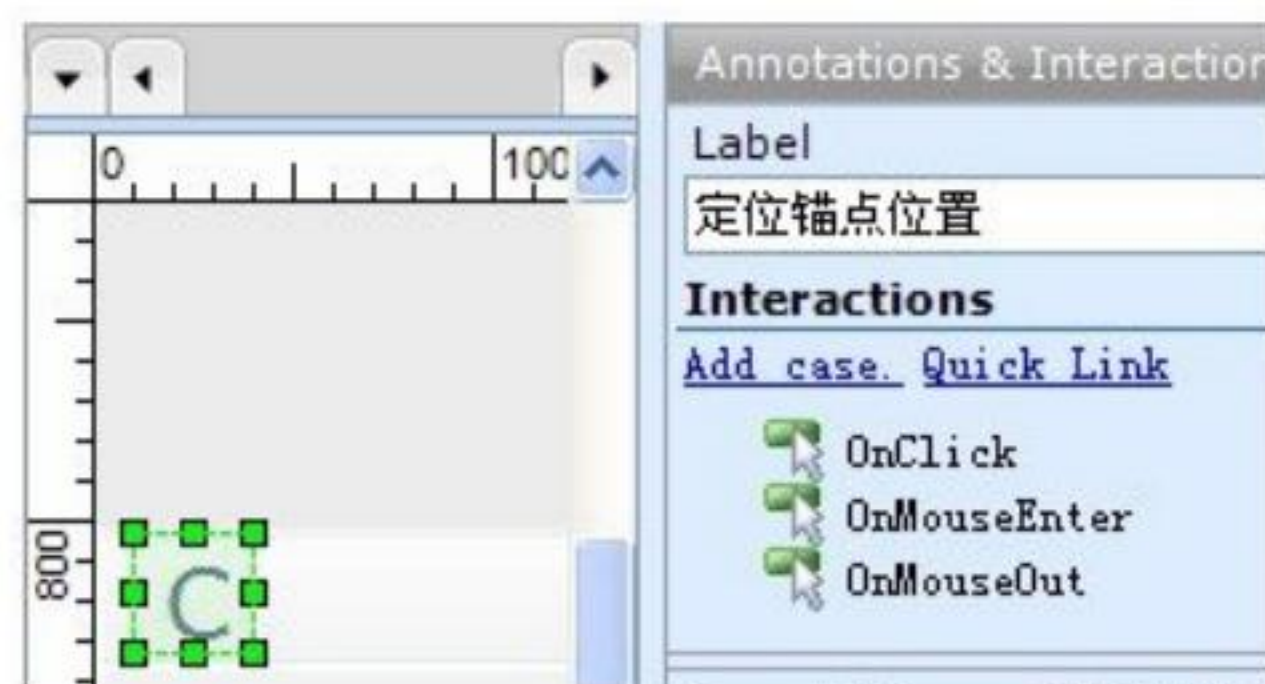 Annotations & Interaction
0 100
Label
定位锚点位置
Interactions
Add case. Quick Link
OnClick
OnMouseEnter
OnMouseOut
800
C